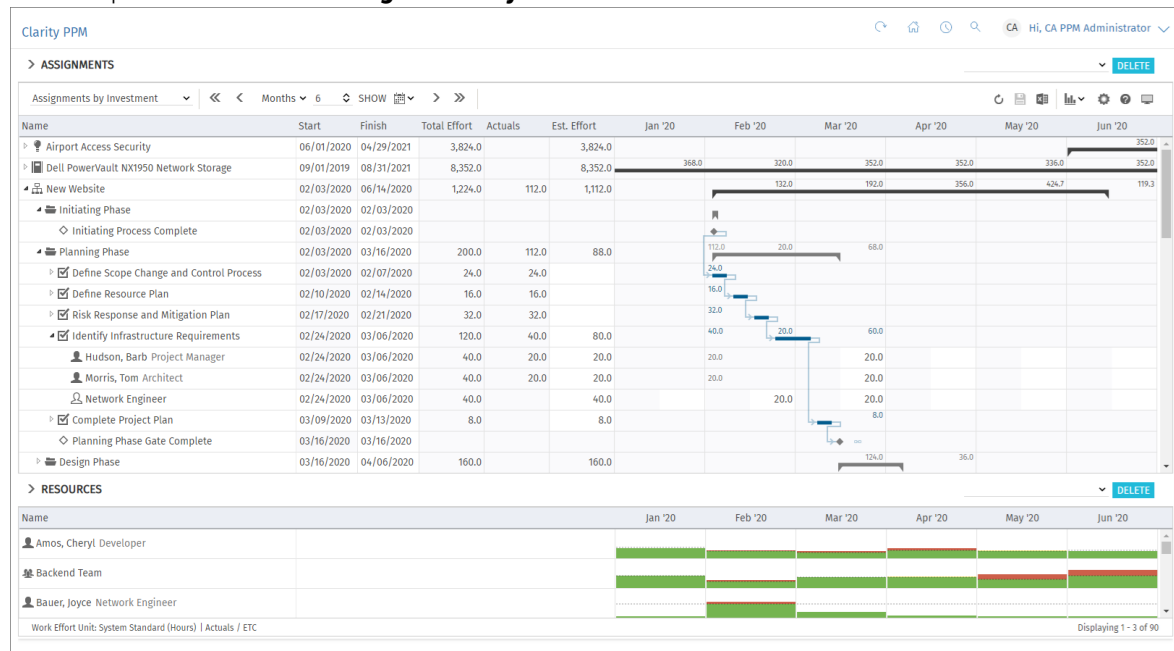 Clarity PPM CA Hi, CA PPM Administrator
ASSIGNMENTS DELETE
Assignments by Investment Months 6 SHOW
Name Start Finish Total Effort Actuals Est. Effort Jan '20 Feb '20 Mar '20 Apr '20 May '20 Jun '20
Airport Access Security 06/01/2020 04/29/2021 3,824.0 3,824.0 352.0
Dell PowerVault NX1950 Network Storage 09/01/2019 08/31/2021 8,352.0 8,352.0 368.0 320.0 352.0 352.0 336.0 352.0
New Website 02/03/2020 06/14/2020 1,224.0 112.0 1,112.0 132.0 192.0 356.0 424.7 119.3
Initiating Phase 02/03/2020 02/03/2020
Initiating Process Complete 02/03/2020 02/03/2020
Planning Phase 02/03/2020 03/16/2020 200.0 112.0 88.0 112.0 20.0 68.0
Define Scope Change and Control Process 02/03/2020 02/07/2020 24.0 24.0 24.0
Define Resource Plan 02/10/2020 02/14/2020 16.0 16.0 16.0
Risk Response and Mitigation Plan 02/17/2020 02/21/2020 32.0 32.0 32.0
Identify Infrastructure Requirements 02/24/2020 03/06/2020 120.0 40.0 80.0 40.0 20.0 60.0
Hudson, Barb Project Manager 02/24/2020 03/06/2020 40.0 20.0 20.0 20.0 20.0
Morris, Tom Architect 02/24/2020 03/06/2020 40.0 20.0 20.0 20.0 20.0
Network Engineer 02/24/2020 03/06/2020 40.0 40.0 20.0 20.0
Complete Project Plan 03/09/2020 03/13/2020 8.0 8.0 8.0
Planning Phase Gate Complete 03/16/2020 03/16/2020
Design Phase 03/16/2020 04/06/2020 160.0 160.0 124.0 36.0
RESOURCES DELETE
Name Jan '20 Feb '20 Mar '20 Apr '20 May '20 Jun '20
Amos, Cheryl Developer
Backend Team
Bauer, Joyce Network Engineer
Work Effort Unit: System Standard (Hours) | Actuals / ETC Displaying 1 - 3 of 90